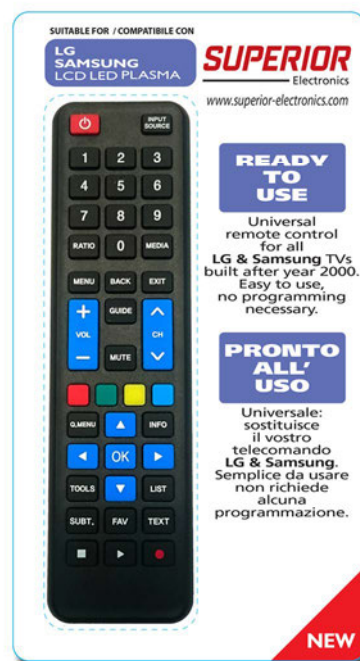 SUITABLE FOR / COMPATIBILE CON
LG
SAMSUNG
LCD LED PLASMA
SUPERIOR
Electronics
www.superior-electronics.com
INPUT
SOURCE
1 2 3
4 5 6
7 8 9
RATIO 0 MEDIA
MENU BACK EXIT
+ GUIDE
VOL CH
− MUTE
Q.MENU INFO
OK
TOOLS LIST
SUBT. FAV TEXT
READY
TO
USE
Universal
remote control
for all
LG & Samsung TVs
built after year 2000.
Easy to use,
no programming
necessary.
PRONTO
ALL’
USO
Universale:
sostituisce
il vostro
telecomando
LG & Samsung.
Semplice da usare
non richiede
alcuna
programmazione.
NEW